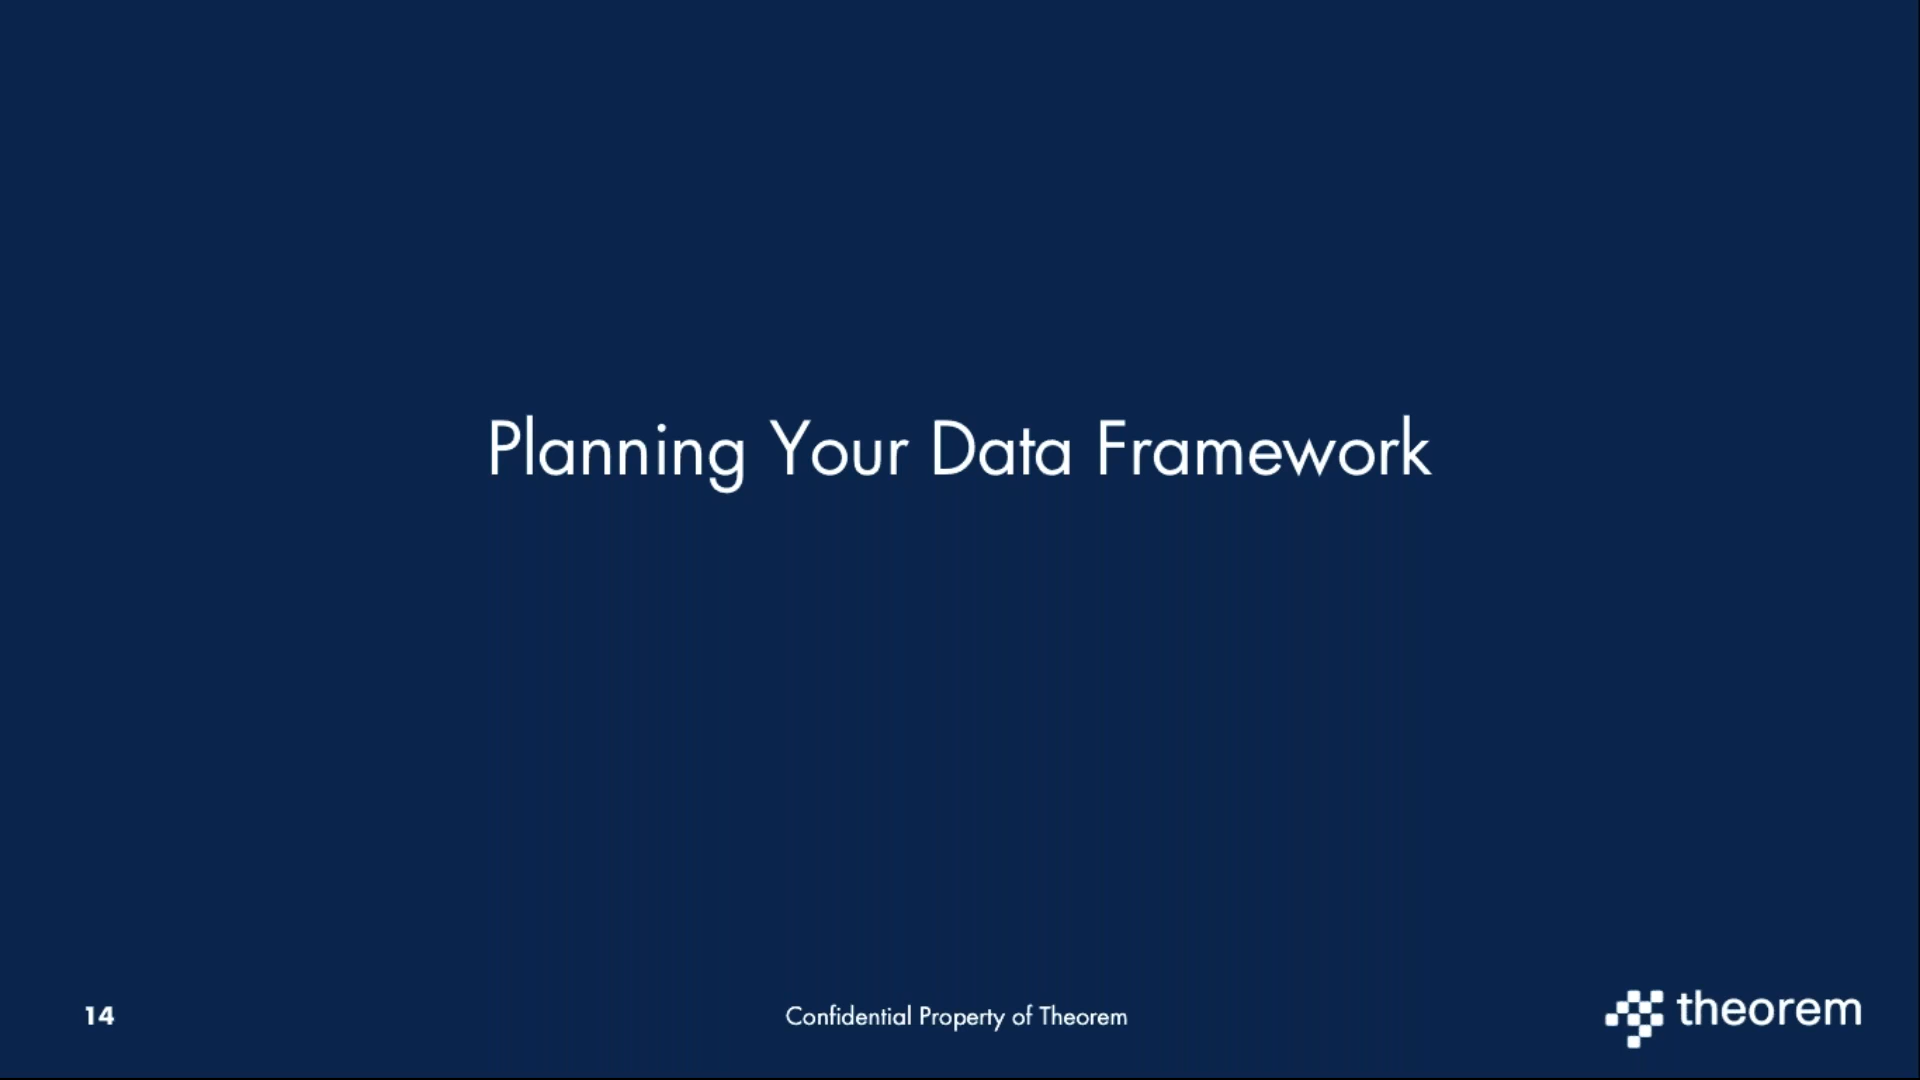 Planning Your Data Framework
14
Confidential Property of Theorem
theorem